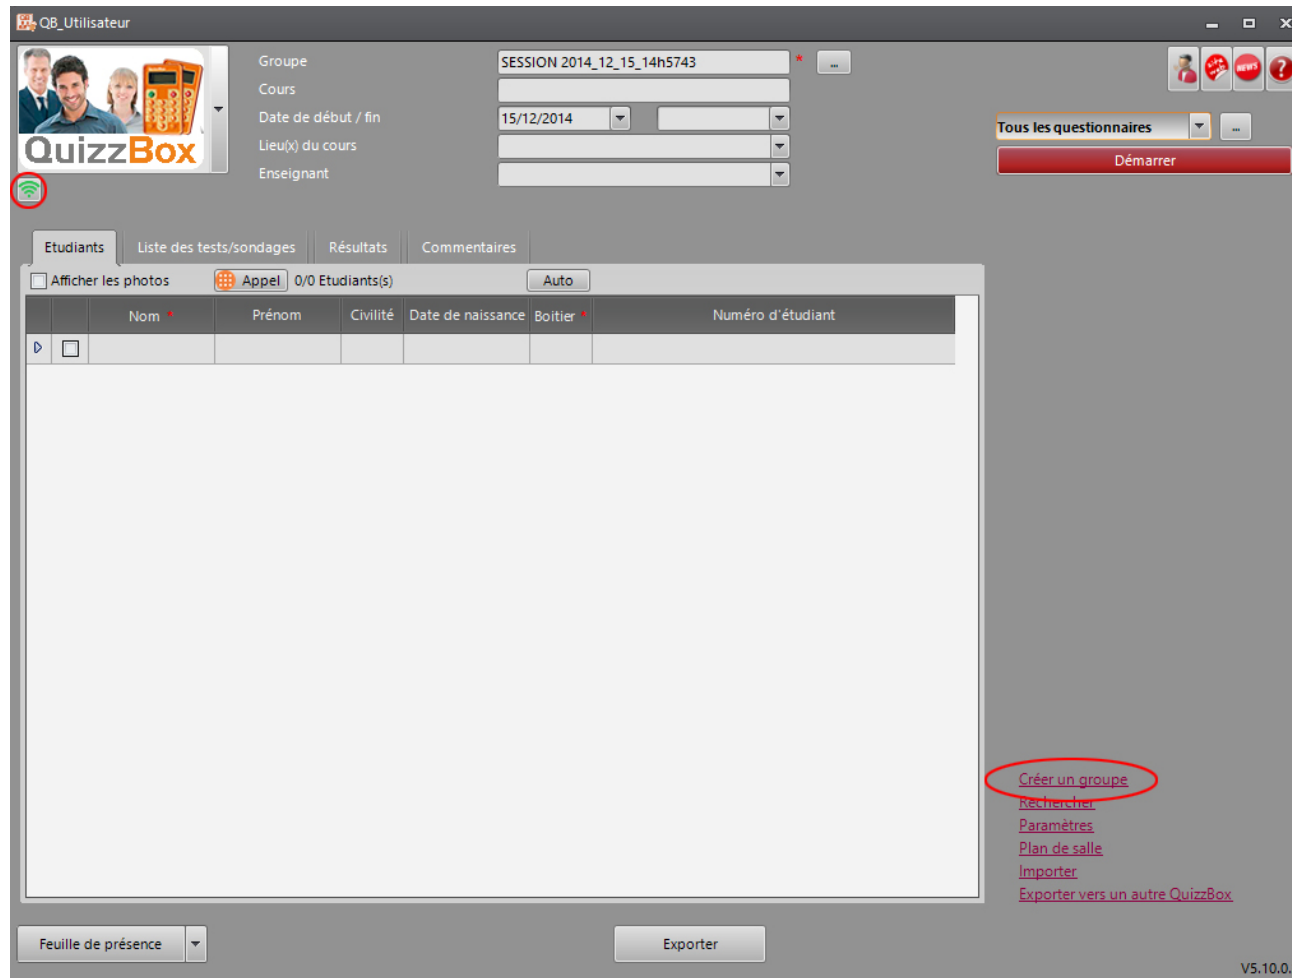 QB_Utilisateur
Groupe
SESSION 2014_12_15_14h5743
*
...
Cours
Date de début / fin
15/12/2014
Lieu(x) du cours
Enseignant
QuizzBox
site web
NEWS
?
Tous les questionnaires
...
Démarrer
Etudiants
Liste des tests/sondages
Résultats
Commentaires
Afficher les photos
Appel
0/0 Etudiants(s)
Auto
Nom *
Prénom
Civilité
Date de naissance
Boitier *
Numéro d'étudiant
Créer un groupe
Rechercher
Paramètres
Plan de salle
Importer
Exporter vers un autre QuizzBox
Feuille de présence
Exporter
V5.10.0.